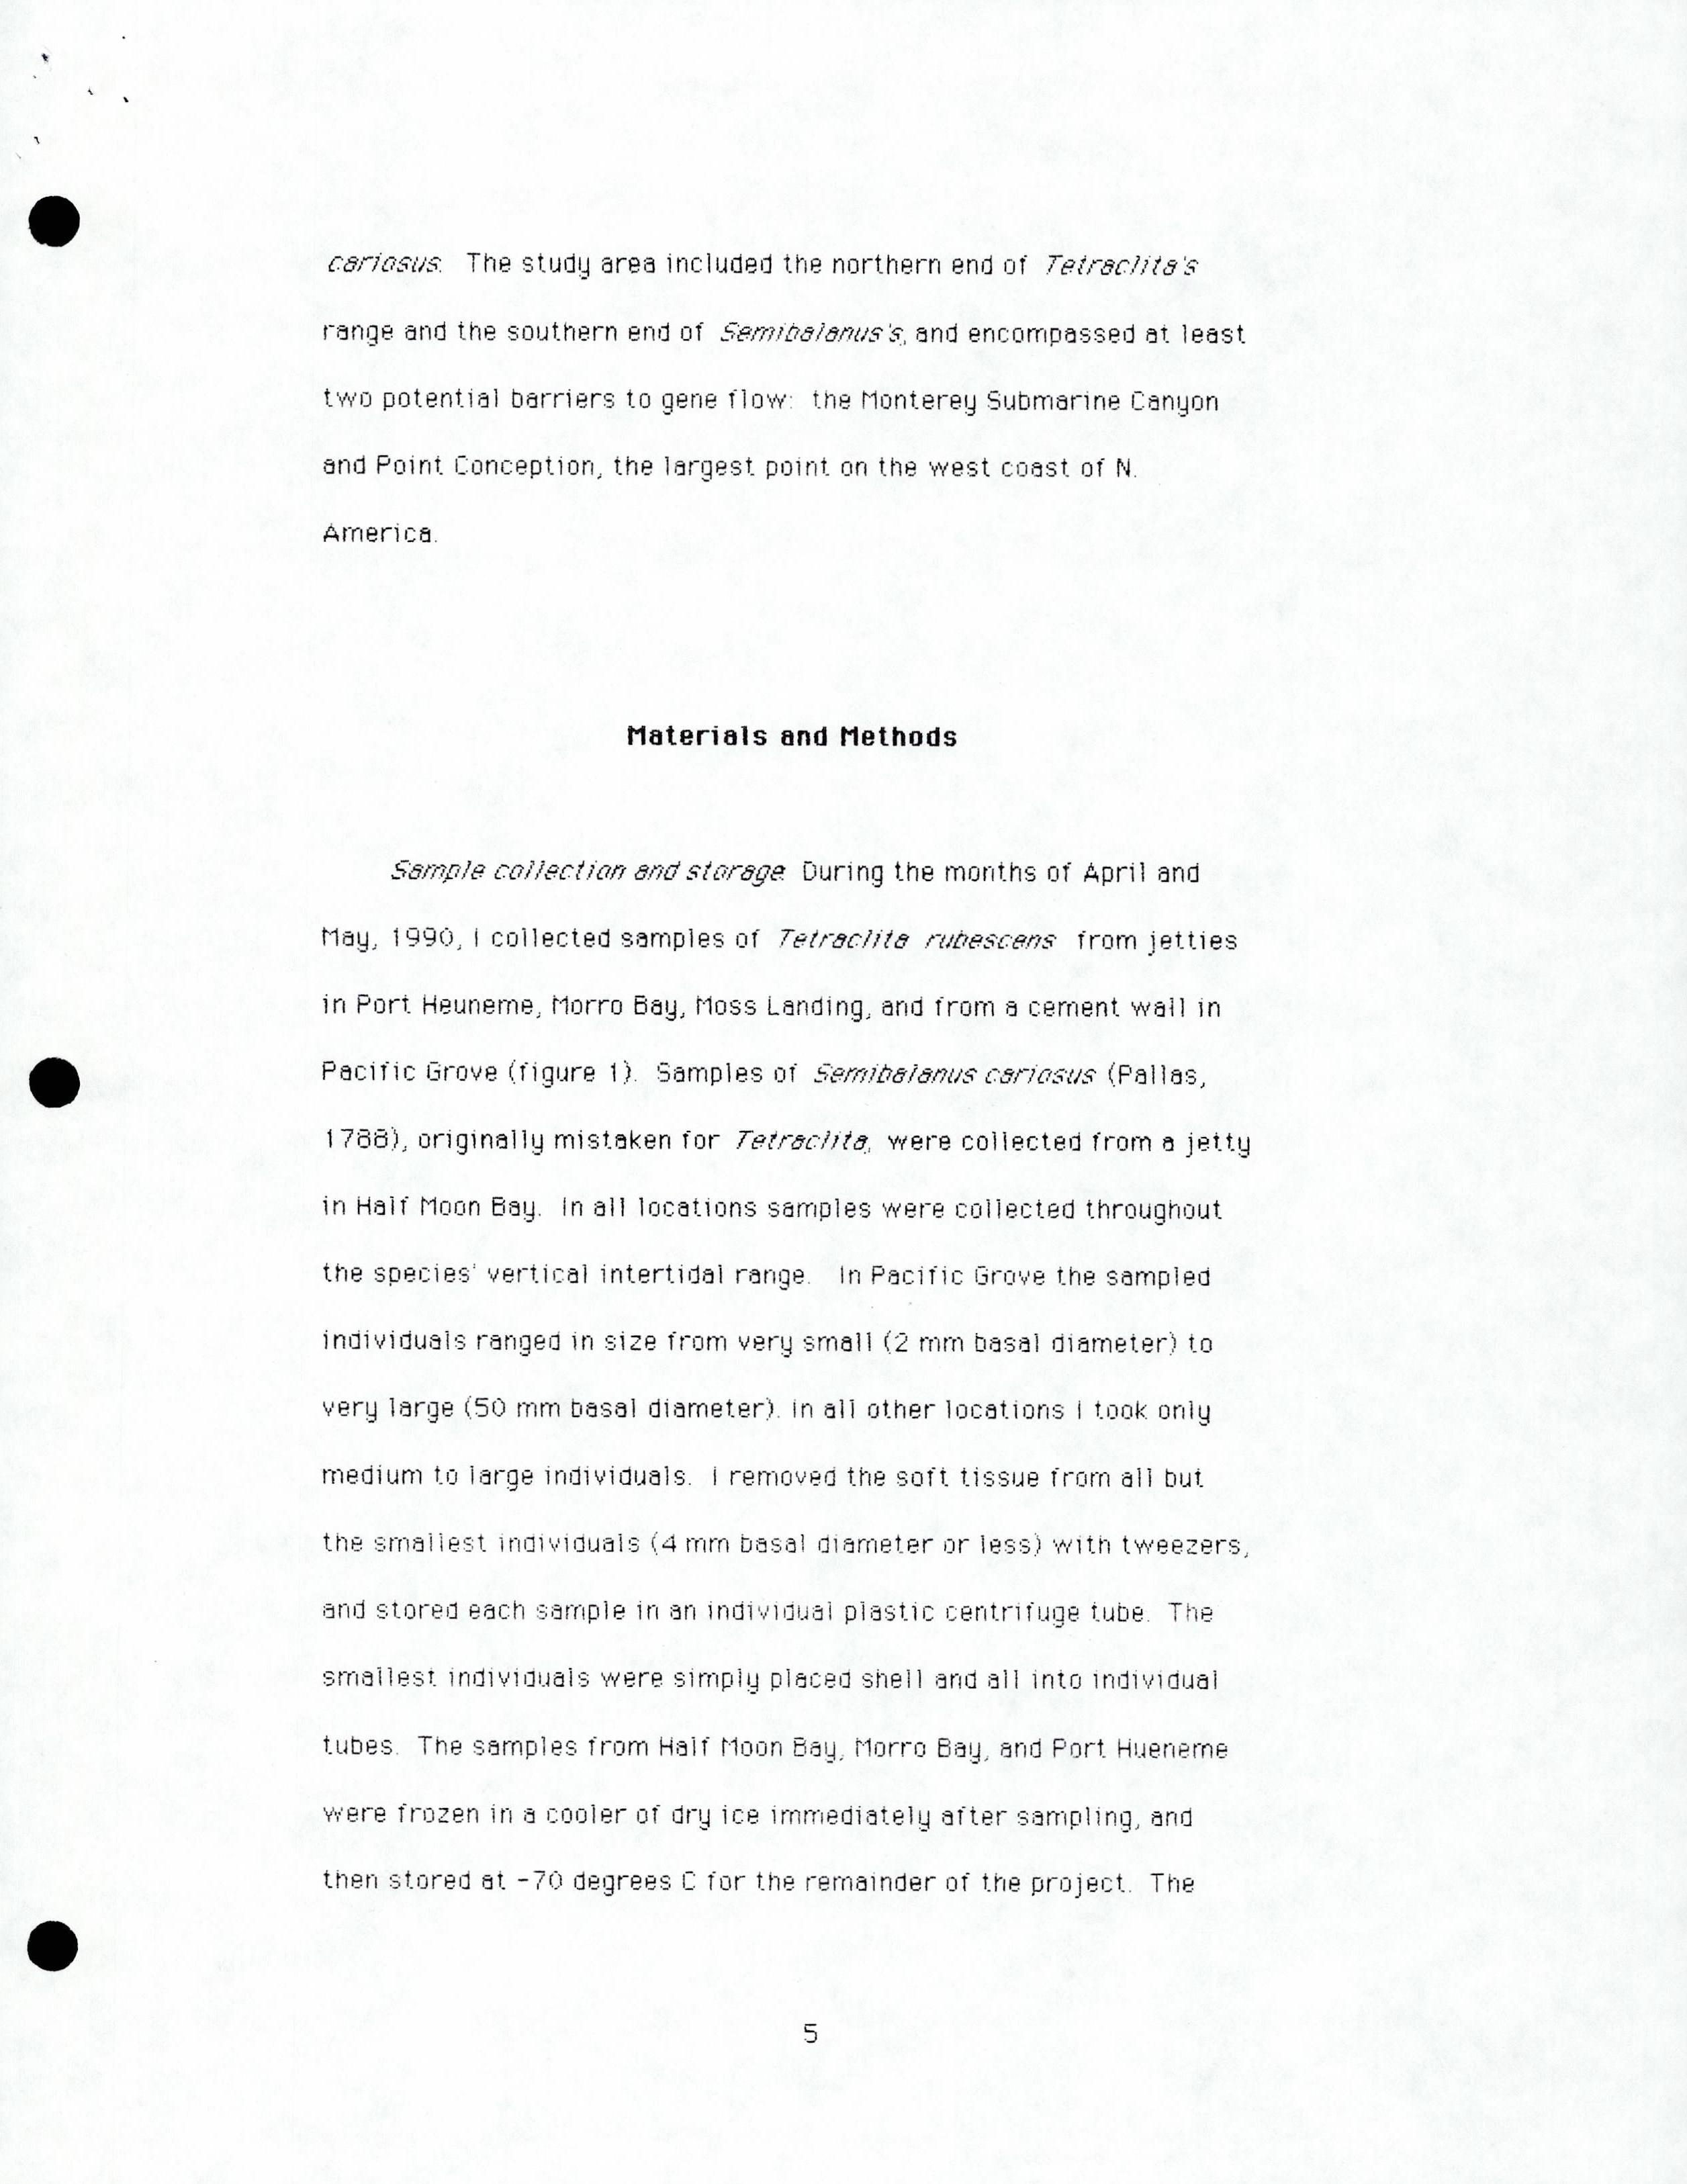 cariosus. The study area included the northern end of Tetraclita's
range and the southern end of Semibalanus's, and encompassed at least
two potential barriers to gene flow: the Monterey Submarine Canyon
and Point Conception, the largest point on the west coast of N.
America.
Materials and Methods
Sample collection and storage. During the months of April and
May, 1990, I collected samples of Tetraclita rubescens from jetties
in Port Heuneme, Morro Bay, Moss Landing, and from a cement wall in
Pacific Grove (figure 1). Samples of Semibalanus cariosus (Pallas,
1788), originally mistaken for Tetraclita, were collected from a jetty
in Half Moon Bay. In all locations samples were collected throughout
the species' vertical intertidal range. In Pacific Grove the sampled
individuals ranged in size from very small (2 mm basal diameter) to
very large (50 mm basal diameter). In all other locations I took only
medium to large individuals. I removed the soft tissue from all but
the smallest individuals (4 mm basal diameter or less) with tweezers,
and stored each sample in an individual plastic centrifuge tube. The
smallest individuals were simply placed shell and all into individual
tubes. The samples from Half Moon Bay, Morro Bay, and Port Hueneme
were frozen in a cooler of dry ice immediately after sampling, and
then stored at -70 degrees C for the remainder of the project. The
5